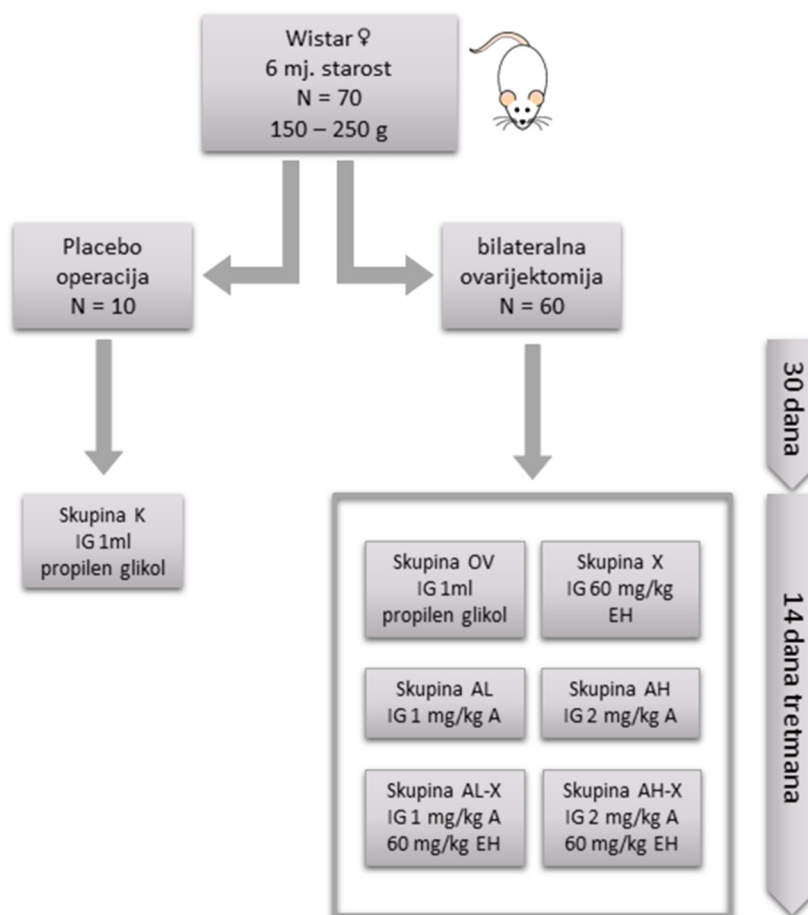 Wistar ♀
6 mj. starost
N = 70
150 – 250 g
Placebo
operacija
N = 10
bilateralna
ovarijektomija
N = 60
30 dana
Skupina K
IG 1ml
propilen glikol
Skupina OV
IG 1ml
propilen glikol
Skupina X
IG 60 mg/kg
EH
Skupina AL
IG 1 mg/kg A
Skupina AH
IG 2 mg/kg A
Skupina AL-X
IG 1 mg/kg A
60 mg/kg EH
Skupina AH-X
IG 2 mg/kg A
60 mg/kg EH
14 dana tretmana